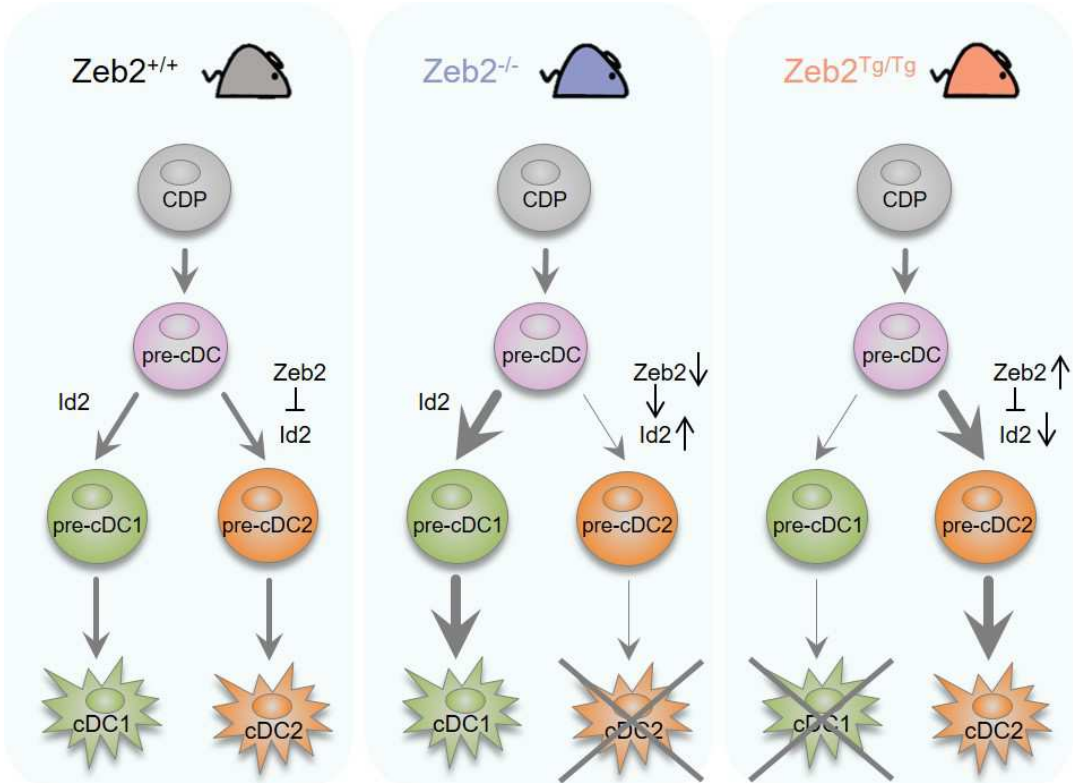 Zeb2+/+
CDP
pre-cDC
Zeb2
Id2
Id2
pre-cDC1
pre-cDC2
cDC1
cDC2
Zeb2-/-
CDP
pre-cDC
Zeb2
Id2
Id2
pre-cDC1
pre-cDC2
cDC1
cDC2
Zeb2Tg/Tg
CDP
pre-cDC
Zeb2
Id2
pre-cDC1
pre-cDC2
cDC1
cDC2